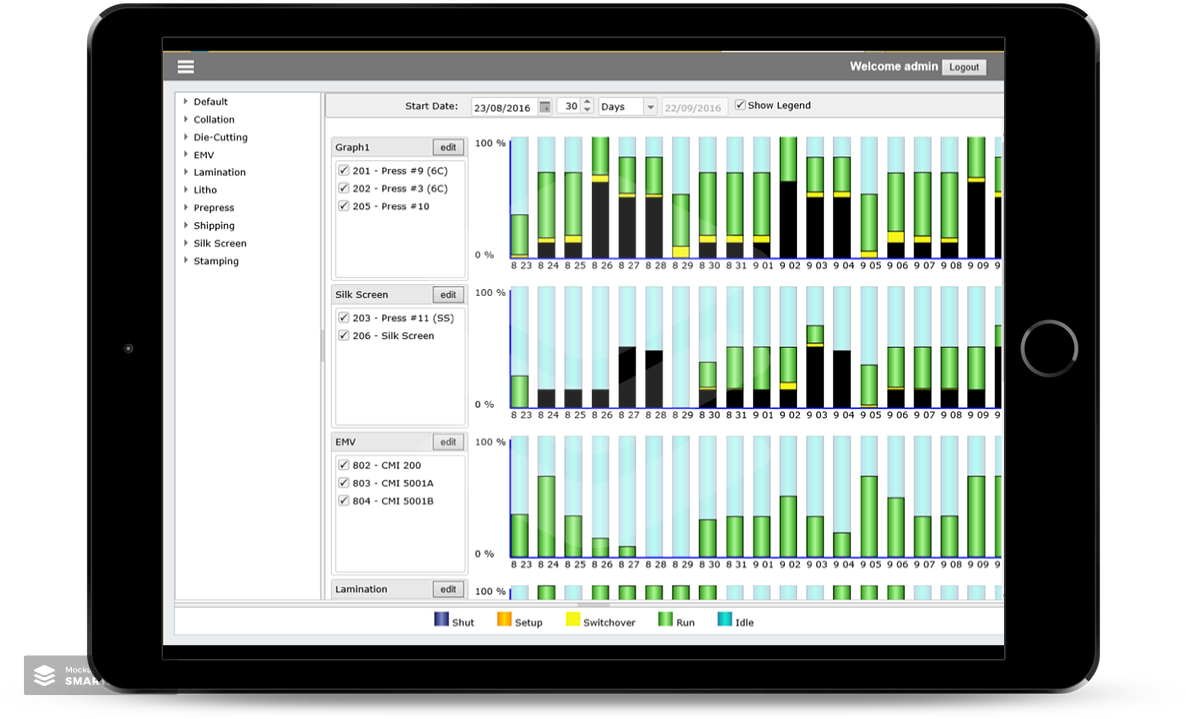 Welcome admin Logout
Default
Collation
Die-Cutting
EMV
Lamination
Litho
Prepress
Shipping
Silk Screen
Stamping
Start Date: 23/08/2016 30 Days 22/09/2016 Show Legend
Graph1 edit
201 - Press #9 (6C)
202 - Press #3 (6C)
205 - Press #10
100 %
0 %
8 23 8 24 8 25 8 26 8 27 8 28 8 29 8 30 8 31 9 01 9 02 9 03 9 04 9 05 9 06 9 07 9 08 9 09
Silk Screen edit
203 - Press #11 (SS)
206 - Silk Screen
100 %
0 %
8 23 8 24 8 25 8 26 8 27 8 28 8 29 8 30 8 31 9 01 9 02 9 03 9 04 9 05 9 06 9 07 9 08 9 09
EMV edit
802 - CMI 200
803 - CMI 5001A
804 - CMI 5001B
100 %
0 %
8 23 8 24 8 25 8 26 8 27 8 28 8 29 8 30 8 31 9 01 9 02 9 03 9 04 9 05 9 06 9 07 9 08 9 09
Lamination edit
100 %
Shut Setup Switchover Run Idle